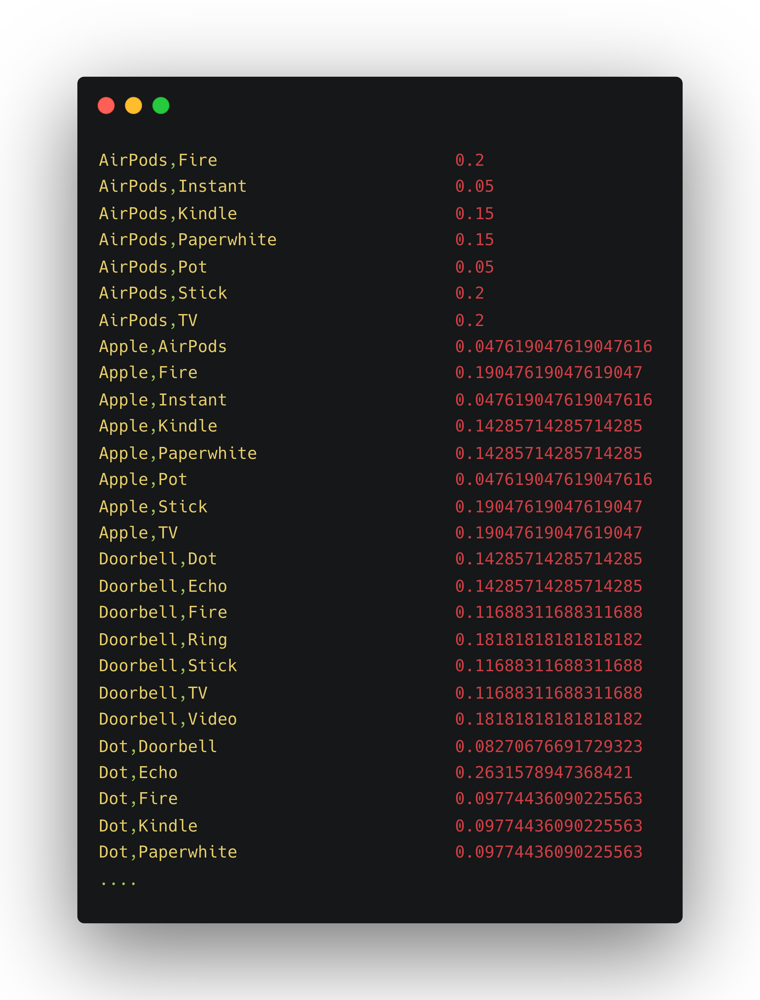 AirPods,Fire 0.2
AirPods,Instant 0.05
AirPods,Kindle 0.15
AirPods,Paperwhite 0.15
AirPods,Pot 0.05
AirPods,Stick 0.2
AirPods,TV 0.2
Apple,AirPods 0.047619047619047616
Apple,Fire 0.19047619047619047
Apple,Instant 0.047619047619047616
Apple,Kindle 0.14285714285714285
Apple,Paperwhite 0.14285714285714285
Apple,Pot 0.047619047619047616
Apple,Stick 0.19047619047619047
Apple,TV 0.19047619047619047
Doorbell,Dot 0.14285714285714285
Doorbell,Echo 0.14285714285714285
Doorbell,Fire 0.11688311688311688
Doorbell,Ring 0.18181818181818182
Doorbell,Stick 0.11688311688311688
Doorbell,TV 0.11688311688311688
Doorbell,Video 0.18181818181818182
Dot,Doorbell 0.08270676691729323
Dot,Echo 0.2631578947368421
Dot,Fire 0.09774436090225563
Dot,Kindle 0.09774436090225563
Dot,Paperwhite 0.09774436090225563
....